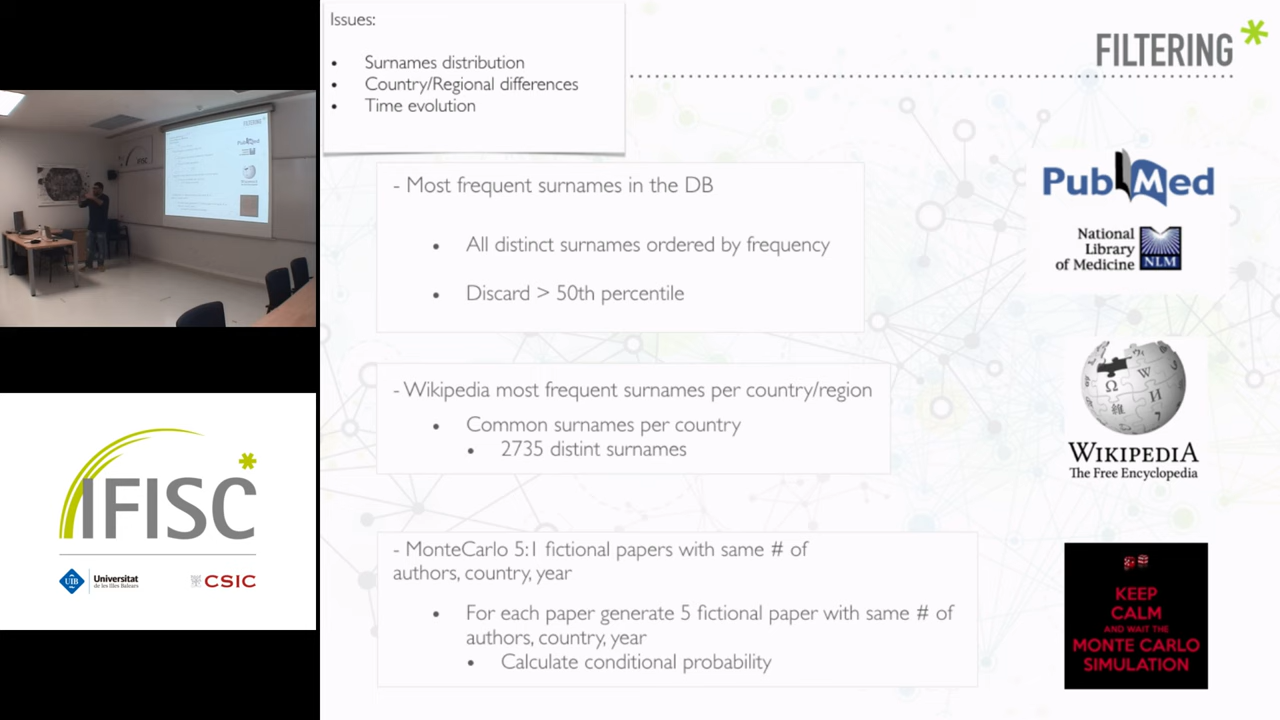 Issues:
• Surnames distribution
• Country/Regional differences
• Time evolution
FILTERING
- Most frequent surnames in the DB
• All distinct surnames ordered by frequency
• Discard > 50th percentile
PubMed
National
Library
of Medicine
NLM
- Wikipedia most frequent surnames per country/region
• Common surnames per country
• 2735 distint surnames
WIKIPEDIA
The Free Encyclopedia
- MonteCarlo 5:1 fictional papers with same # of
authors, country, year
• For each paper generate 5 fictional paper with same # of
authors, country, year
• Calculate conditional probability
KEEP
CALM
AND WAIT THE
MONTE CARLO
SIMULATION
IFISC
UIB
Universitat
de les Illes Balears
CSIC
FILTERING
PubMed